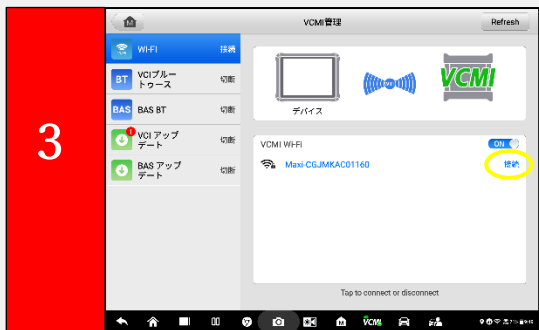 3
VCMI管理
Refresh
WI-FI 接続
BT VCIブルートゥース 切断
BAS BAS BT 切断
VCI アップデート 切断
BAS アップデート 切断
デバイス
VCMI
VCMI WI-FI ON
Maxi-CGJMKAC01160 接続
Tap to connect or disconnect
VCMI